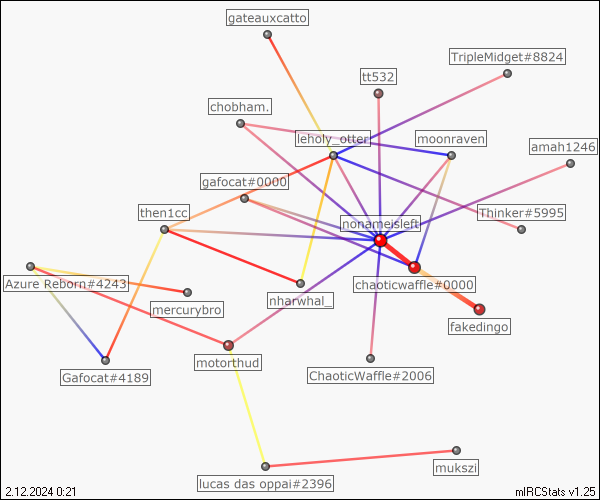 gateauxcatto
TripleMidget#8824
tt532
chobham.
leholy_otter
moonraven
amah1246
gafocat#0000
then1cc
nonameisleft
Thinker#5995
chaoticwaffle#0000
Azure Reborn#4243
mercurybro
nharwhal_
fakedingo
motorthud
Gafocat#4189
ChaoticWaffle#2006
mukszi
lucas das oppai#2396
2.12.2024 0:21
mIRCStats v1.25